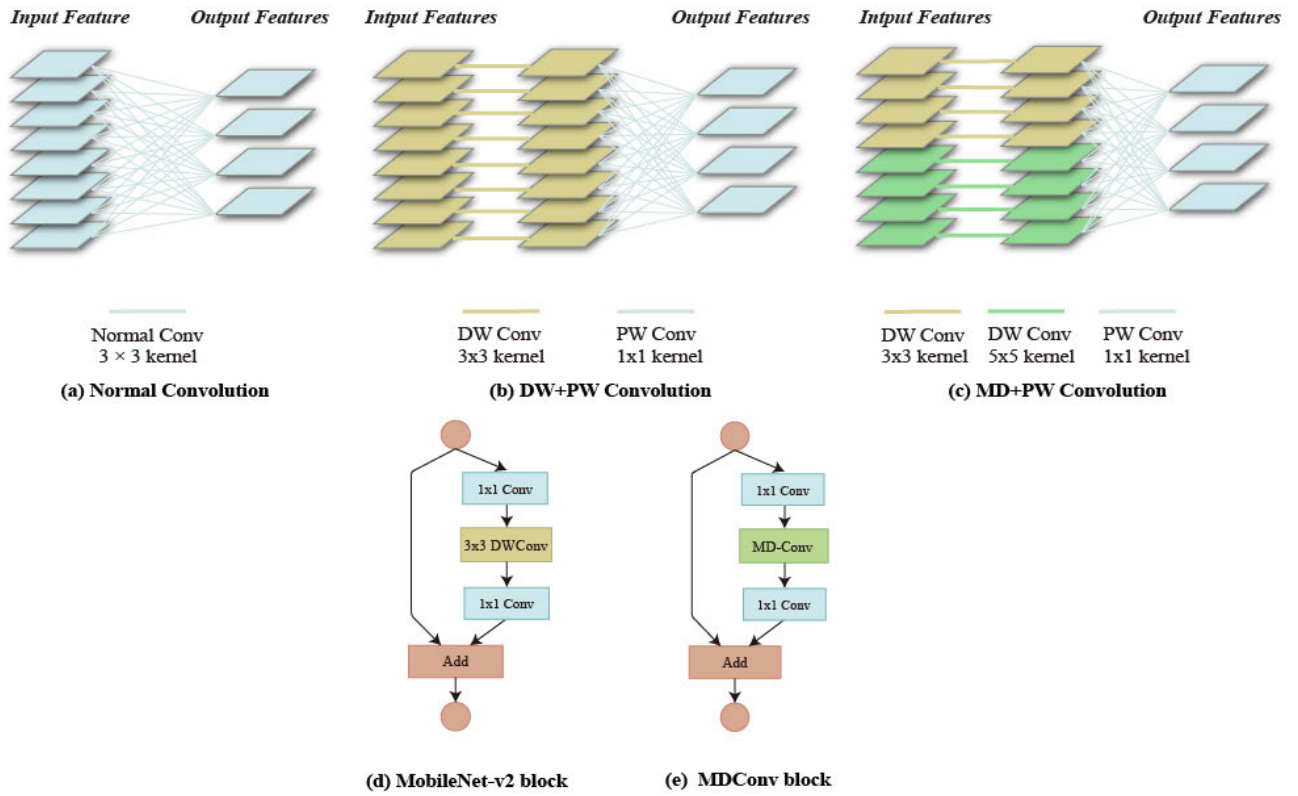 Input Feature
Output Features
Intput Feaures
Output Features
Intput Feaures
Output Features
Normal Conv
3 × 3 kernel
DW Conv
3x3 kernel
PW Conv
1x1 kernel
DW Conv
3x3 kernel
DW Conv
5x5 kernel
PW Conv
1x1 kernel
(a) Normal Convolution
(b) DW+PW Convolution
(c) MD+PW Convolution
1x1 Conv
3x3 DWConv
1x1 Conv
Add
1x1 Conv
MD-Conv
1x1 Conv
Add
(d) MobileNet-v2 block
(e) MDConv block